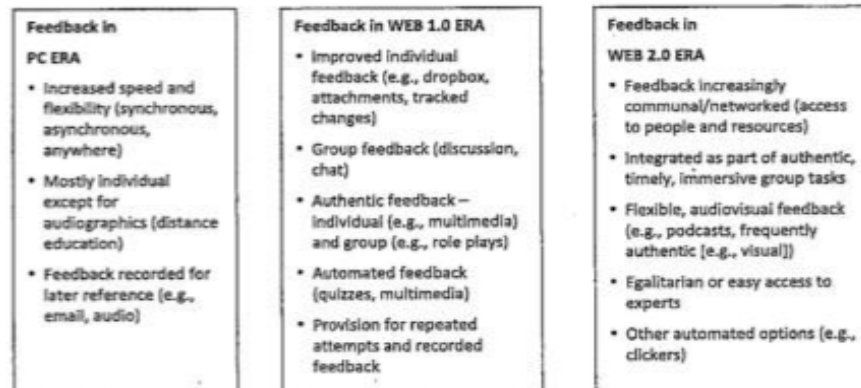 Feedback in
PC ERA
• Increased speed and
flexibility (synchronous,
asynchronous,
anywhere)
• Mostly individual
except for
audiographics (distance
education)
• Feedback recorded for
later reference (e.g.,
email, audio)
Feedback in WEB 1.0 ERA
• Improved individual
feedback (e.g., dropbox,
attachments, tracked
changes)
• Group feedback (discussion,
chat)
• Authentic feedback –
individual (e.g., multimedia)
and group (e.g., role plays)
• Automated feedback
(quizzes, multimedia)
• Provision for repeated
attempts and recorded
feedback
Feedback in
WEB 2.0 ERA
• Feedback increasingly
communal/networked (access
to people and resources)
• Integrated as part of authentic,
timely, immersive group tasks
• Flexible, audiovisual feedback
(e.g., podcasts, frequently
authentic [e.g., visual])
• Egalitarian or easy access to
experts
• Other automated options (e.g.,
clickers)